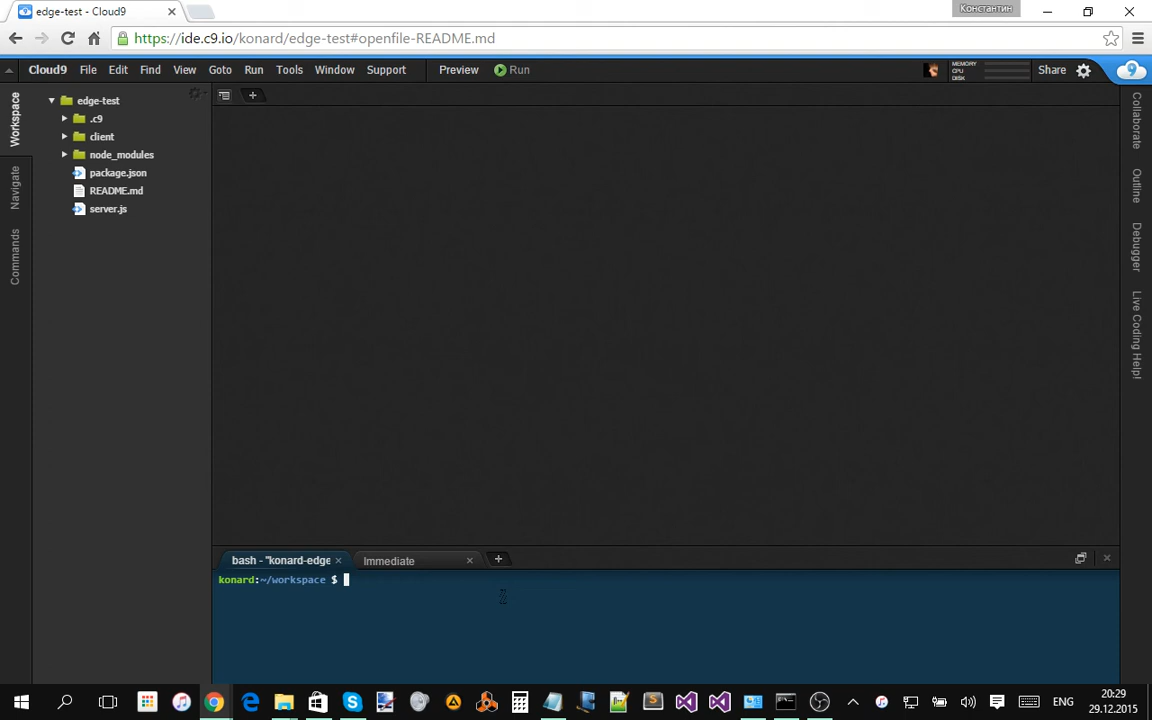 edge-test - Cloud9
Константин
https://ide.c9.io/konard/edge-test#openfile-README.md
Cloud9 File Edit Find View Goto Run Tools Window Support Preview Run
MEMORY
CPU
DISK
Share
9
Workspace
Navigate
Commands
edge-test
.c9
client
node_modules
package.json
README.md
server.js
Collaborate
Outline
Debugger
Live Coding Help!
bash - "konard-edge
Immediate
konard:~/workspace $
ENG
20:29
29.12.2015